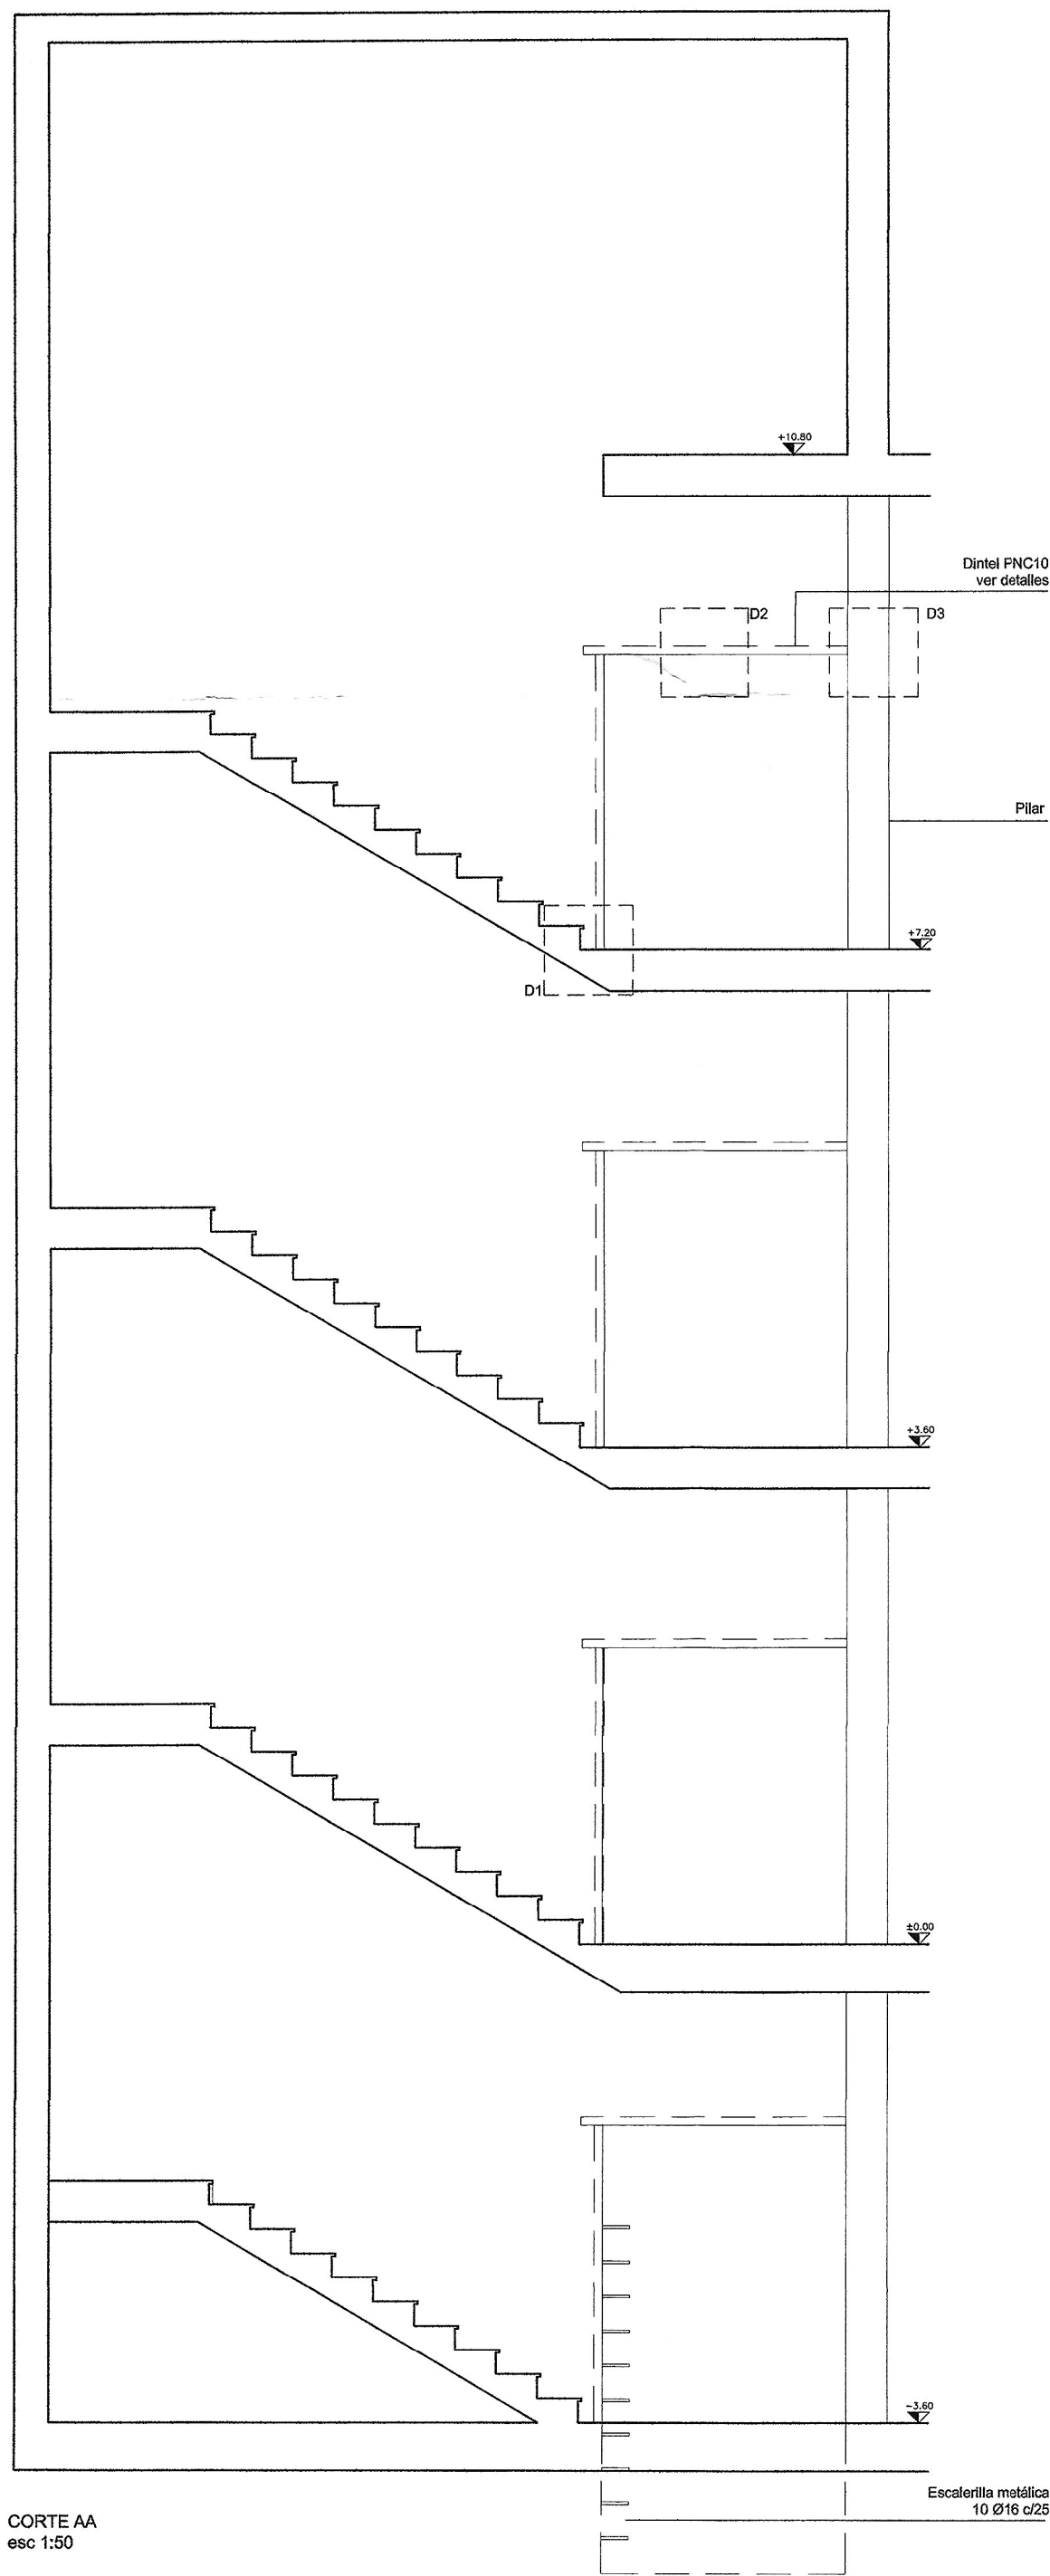 +10.80
Dintel PNC10
ver detalles
D2
D3
Pilar
+7.20
D1
+3.60
±0.00
-3.60
Escalerilla metálica
10 Ø16 c/25
CORTE AA
esc 1:50